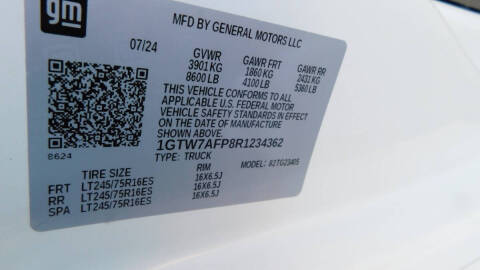 gm
MFD BY GENERAL MOTORS LLC
07/24
GVWR GAWR FRT GAWR RR
3901 KG 1860 KG 2431 KG
8600 LB 4100 LB 5360 LB
THIS VEHICLE CONFORMS TO ALL
APPLICABLE U.S. FEDERAL MOTOR
VEHICLE SAFETY STANDARDS IN EFFECT
ON THE DATE OF MANUFACTURE
SHOWN ABOVE
1GTW7AFP8R1234362
8624
TYPE: TRUCK MODEL: 82TG23405
TIRE SIZE RIM
FRT LT245/75R16ES 16X6.5J
RR LT245/75R16ES 16X6.5J
SPA LT245/75R16ES 16X6.5J